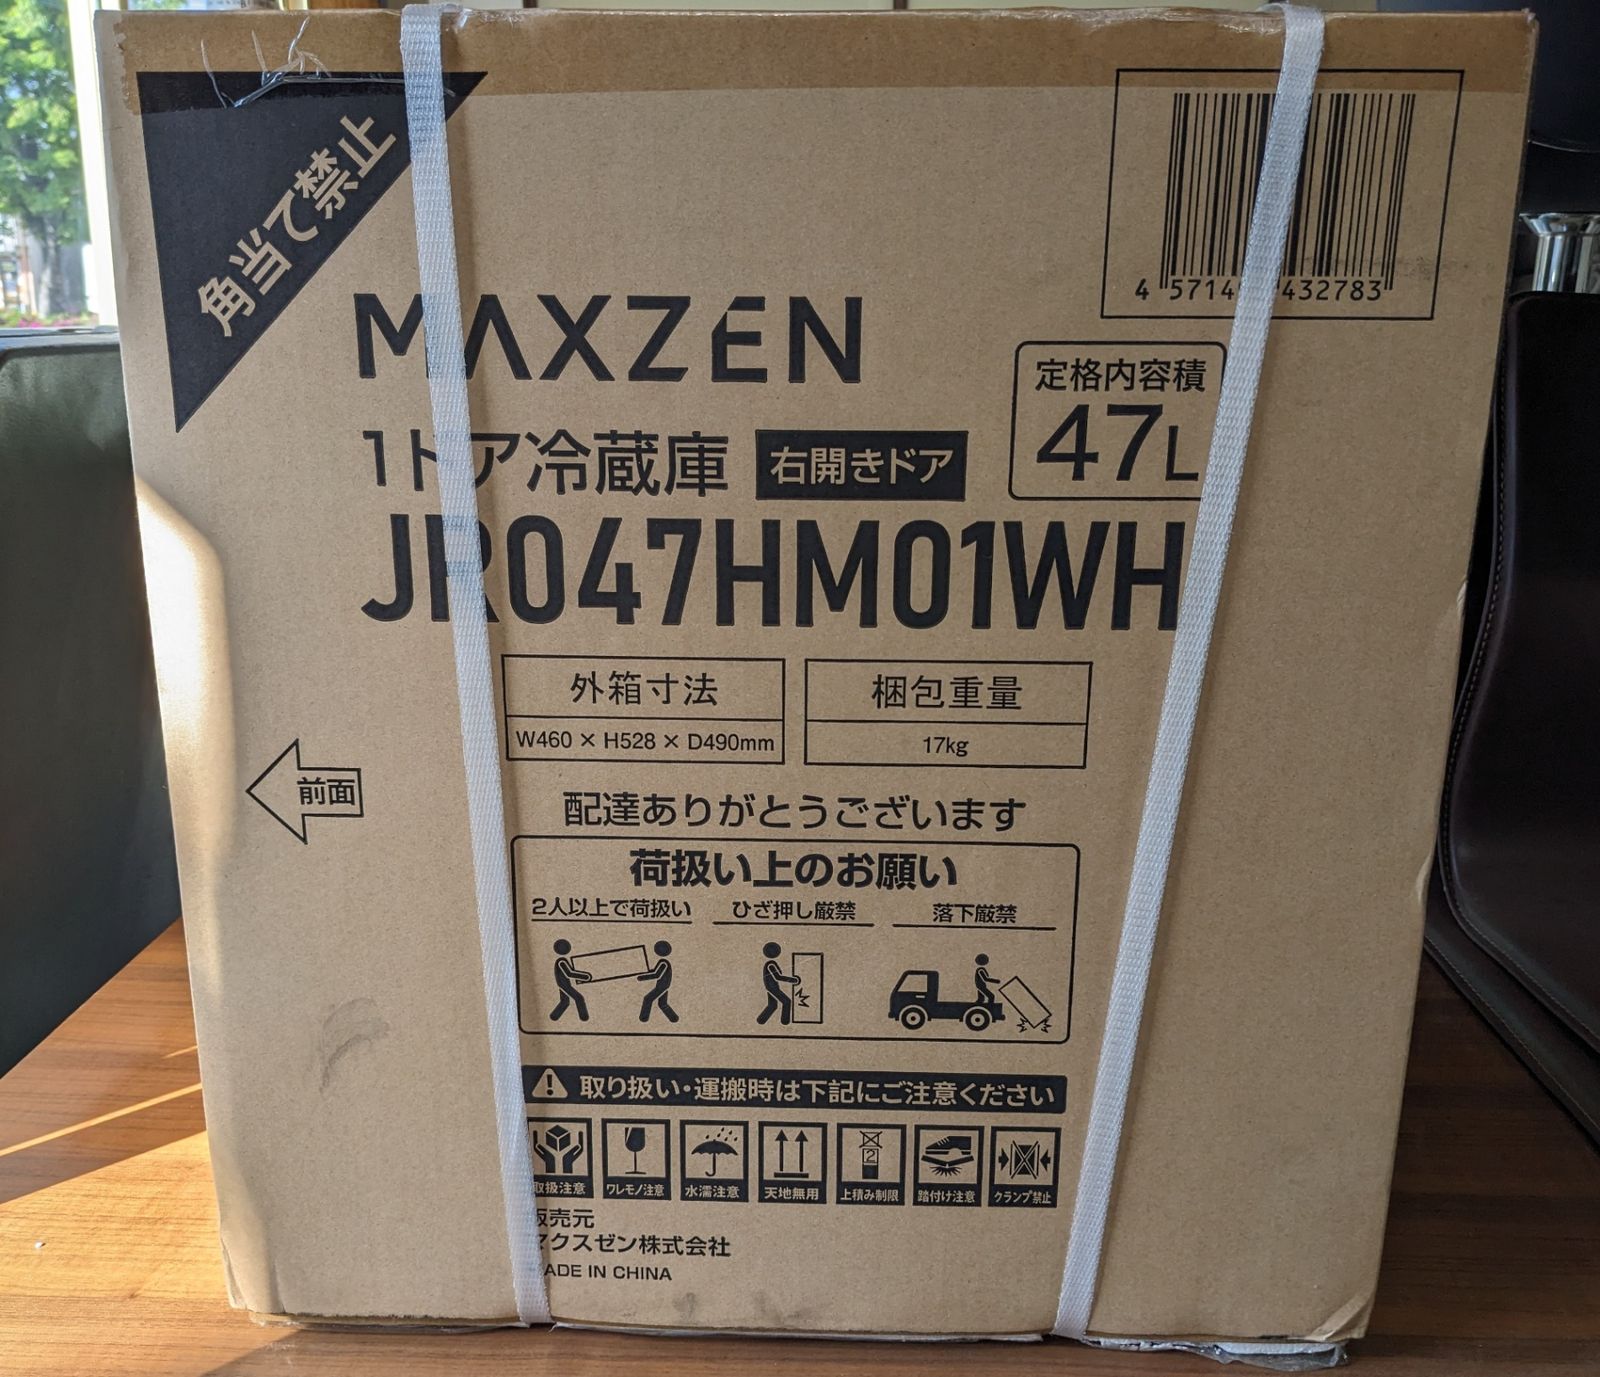 角当て禁止
4 5714 432783
MAXZEN
定格内容積
47L
1ドア冷蔵庫 右開きドア
JR047HM01WH
外箱寸法
W460 × H528 × D490mm
梱包重量
17kg
前面
配達ありがとうございます
荷扱い上のお願い
2人以上で荷扱い ひざ押し厳禁 落下厳禁
取り扱い・運搬時は下記にご注意ください
2
取扱注意 ワレモノ注意 水濡注意 天地無用 上積み制限 踏付け注意 クランプ禁止
販売元
マクスゼン株式会社
MADE IN CHINA